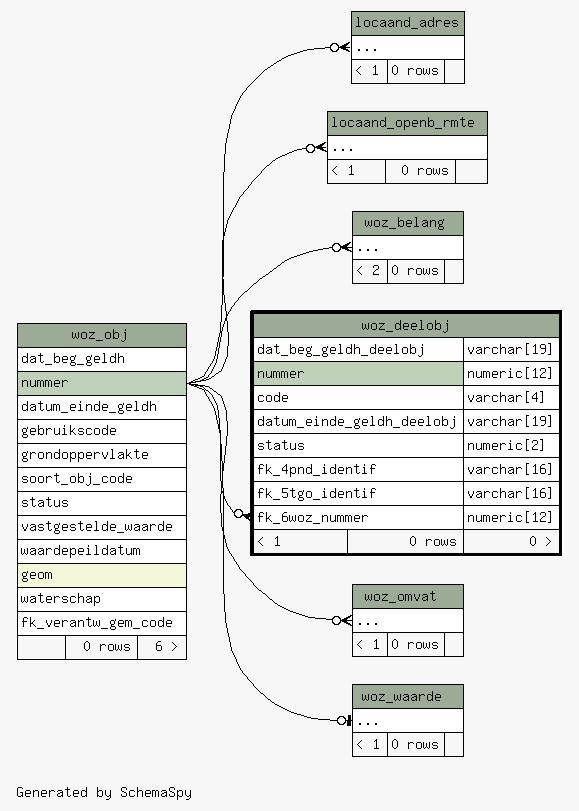 locaand_adres
...
< 1 0 rows
locaand_openb_rmte
...
< 1 0 rows
woz_belang
...
< 2 0 rows
woz_obj
dat_beg_geldh
nummer
datum_einde_geldh
gebruikscode
grondoppervlakte
soort_obj_code
status
vastgestelde_waarde
waardepeildatum
geom
waterschap
fk_verantw_gem_code
0 rows 6 >
woz_deelobj
dat_beg_geldh_deelobj varchar[19]
nummer numeric[12]
code varchar[4]
datum_einde_geldh_deelobj varchar[19]
status numeric[2]
fk_4pnd_identif varchar[16]
fk_5tgo_identif varchar[16]
fk_6woz_nummer numeric[12]
< 1 0 rows 0 >
woz_omvat
...
< 1 0 rows
woz_waarde
...
< 1 0 rows
Generated by SchemaSpy